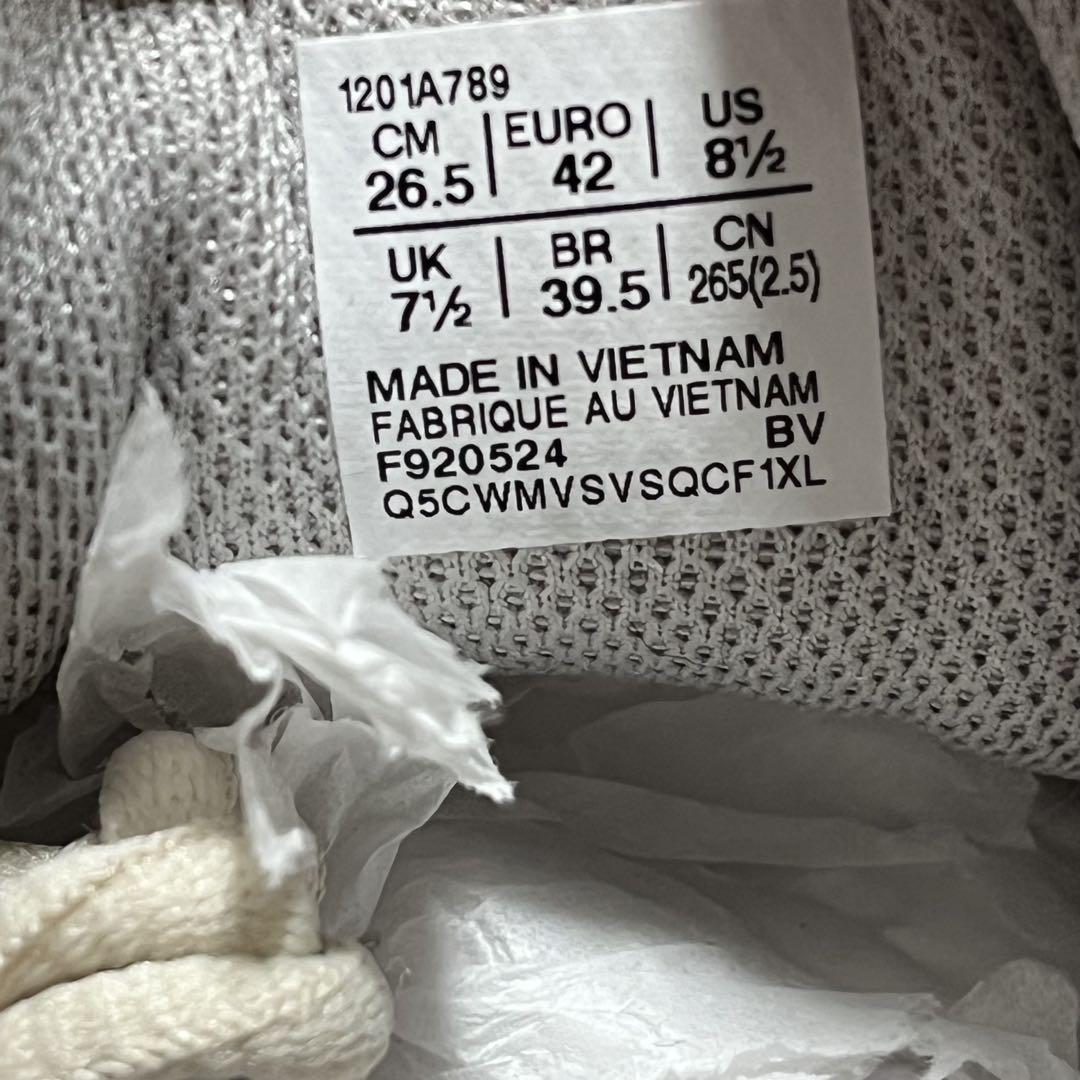 1201A789
CM | EURO | US
26.5 | 42 | 8½
UK | BR | CN
7½ | 39.5 | 265(2.5)
MADE IN VIETNAM
FABRIQUE AU VIETNAM
F920524 BV
Q5CWMVSVSQCF1XL